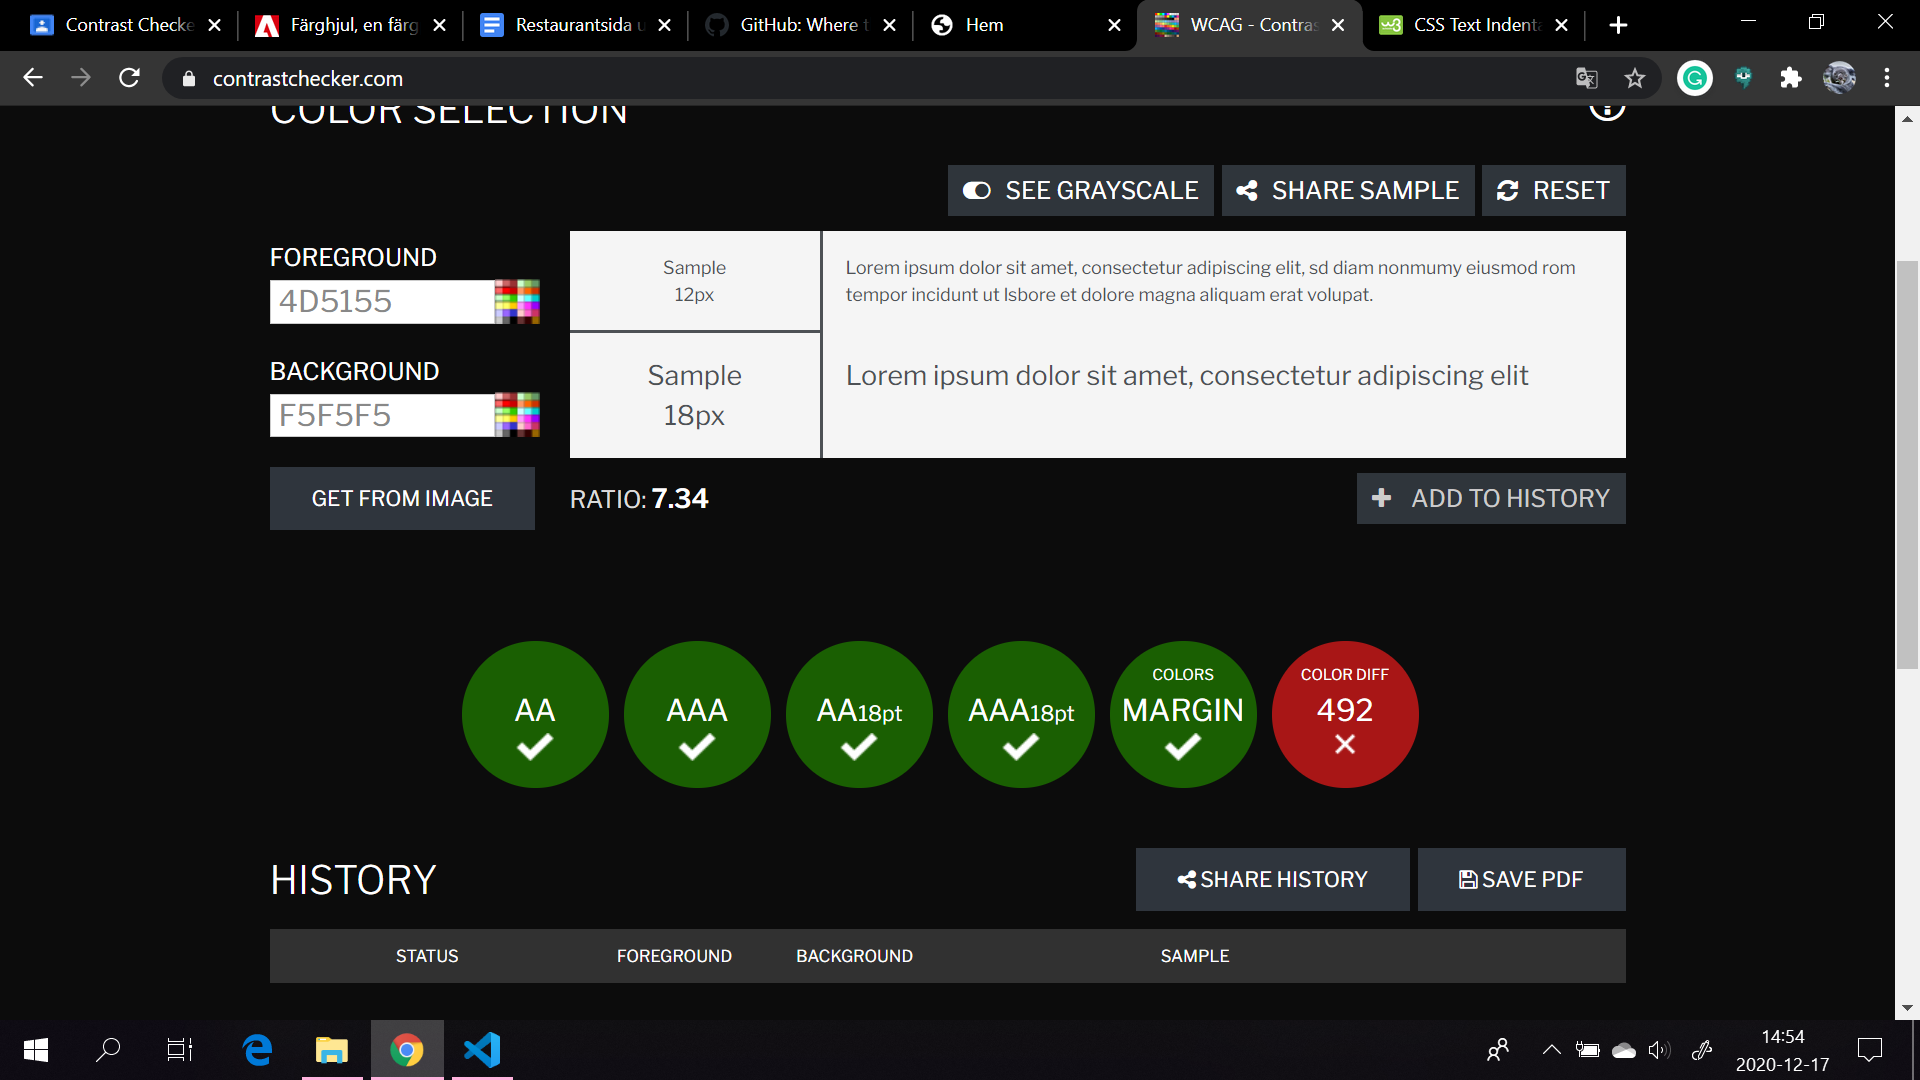 Contrast Checke
Färghjul, en färg
Restaurantsida u
GitHub: Where t
Hem
WCAG - Contras
CSS Text Indenta
contrastchecker.com
COLOR SELECTION
SEE GRAYSCALE
SHARE SAMPLE
RESET
FOREGROUND
4D5155
BACKGROUND
F5F5F5
GET FROM IMAGE
Sample
12px
Lorem ipsum dolor sit amet, consectetur adipiscing elit, sd diam nonmumy eiusmod rom
tempor incidunt ut lsbore et dolore magna aliquam erat volupat.
Sample
18px
Lorem ipsum dolor sit amet, consectetur adipiscing elit
RATIO: 7.34
ADD TO HISTORY
AA
AAA
AA18pt
AAA18pt
COLORS
MARGIN
COLOR DIFF
492
HISTORY
SHARE HISTORY
SAVE PDF
STATUS
FOREGROUND
BACKGROUND
SAMPLE
14:54
2020-12-17